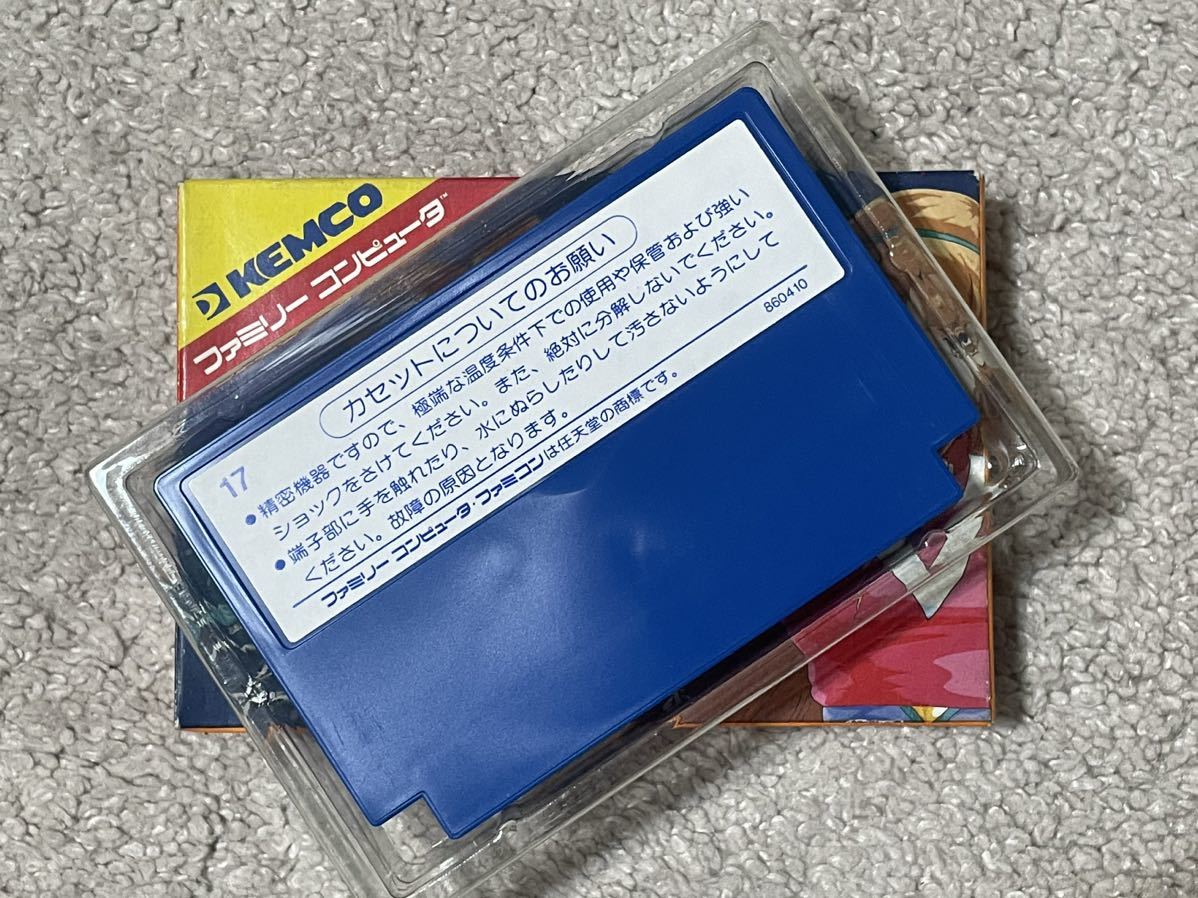 KEMCO
ファミリー コンピュータ™
カセットについてのお願い
17
●精密機器ですので、極端な温度条件下での使用や保管および強い
ショックをさけてください。また、絶対に分解しないでください。
●端子部に手を触れたり、水にぬらしたりして汚さないようにして
ください。故障の原因となります。
860410
ファミリー コンピュータ・ファミコンは任天堂の商標です。